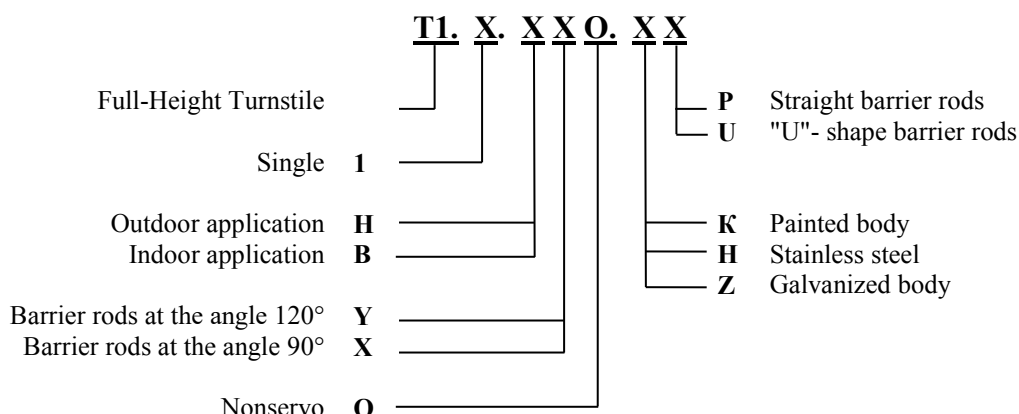 T1. X. X X O. X X
Full-Height Turnstile
P Straight barrier rods
U "U"- shape barrier rods
Single 1
Outdoor application H
Indoor application B
K Painted body
H Stainless steel
Z Galvanized body
Barrier rods at the angle 120° Y
Barrier rods at the angle 90° X
Nonservo O